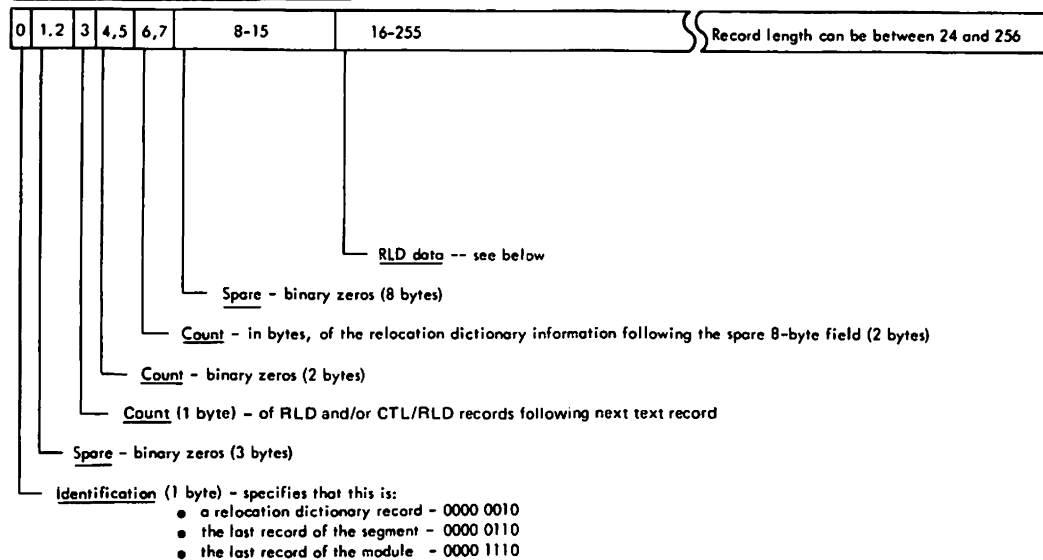 0 1.2 3 4,5 6,7 8-15 16-255 Record length can be between 24 and 256
RLD data -- see below
Spare - binary zeros (8 bytes)
Count - in bytes, of the relocation dictionary information following the spare 8-byte field (2 bytes)
Count - binary zeros (2 bytes)
Count (1 byte) - of RLD and/or CTL/RLD records following next text record
Spare - binary zeros (3 bytes)
Identification (1 byte) - specifies that this is:
• a relocation dictionary record - 0000 0010
• the last record of the segment - 0000 0110
• the last record of the module - 0000 1110